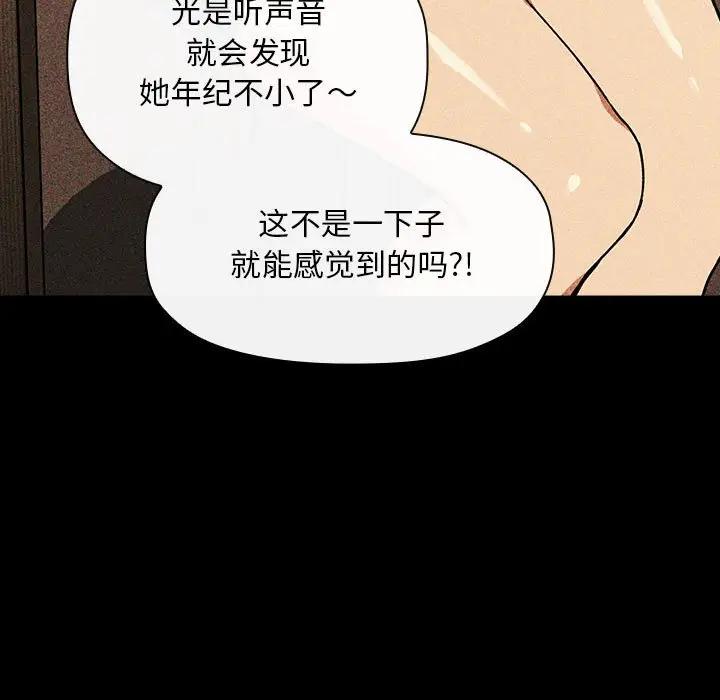 光是听声音
就会发现
她年纪不小了～
这不是一下子
就能感觉到的吗?!